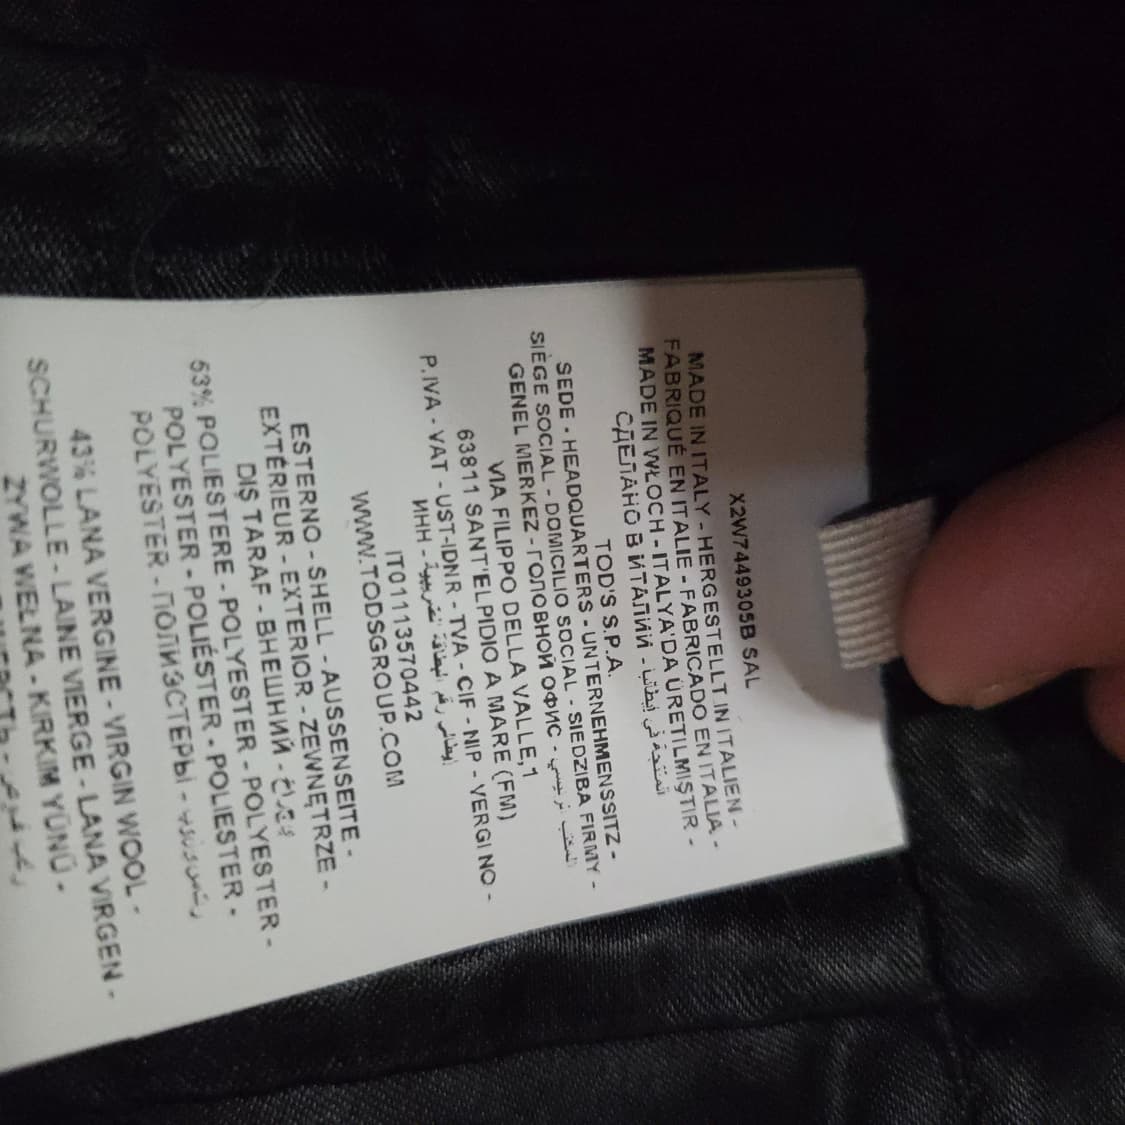 X2W7449305B SAL
MADE IN ITALY - HERGESTELLT IN ITALIEN -
FABRIQUÉ EN ITALIE - FABRICADO EN ITALIA -
MADE IN WŁOCH - ITALYA'DA ÜRETILMIŞTIR -
СДЕЛАНО В ИТАЛИИ - المنتجة في إيطاليا
TOD'S S.P.A.
SEDE - HEADQUARTERS - UNTERNEHMENSSITZ -
SIÈGE SOCIAL - DOMICILIO SOCIAL - SIEDZIBA FIRMY -
GENEL MERKEZ - ГОЛОВНОЙ ОФИС -
VIA FILIPPO DELLA VALLE,1
63811 SANT'ELPIDIO A MARE (FM)
P.IVA - VAT - UST-IDNR - TVA - CIF - NIP - VERGI NO -
ИНН -
IT01113570442
WWW.TODSGROUP.COM
ESTERNO - SHELL - AUSSENSEITE -
EXTÉRIEUR - EXTERIOR - ZEWNĘTRZE -
DIŞ TARAF - ВНЕШНИЙ -
53% POLIESTERE - POLYESTER - POLYESTER -
POLYESTER - POLIÉSTER - POLIESTER -
POLYESTER - ПОЛИЭСТЕРЫ -
43% LANA VERGINE - VIRGIN WOOL -
SCHURWOLLE - LAINE VIERGE - LANA VIRGEN -
ŻYWA WEŁNA - KIRKIM YÜNÜ -